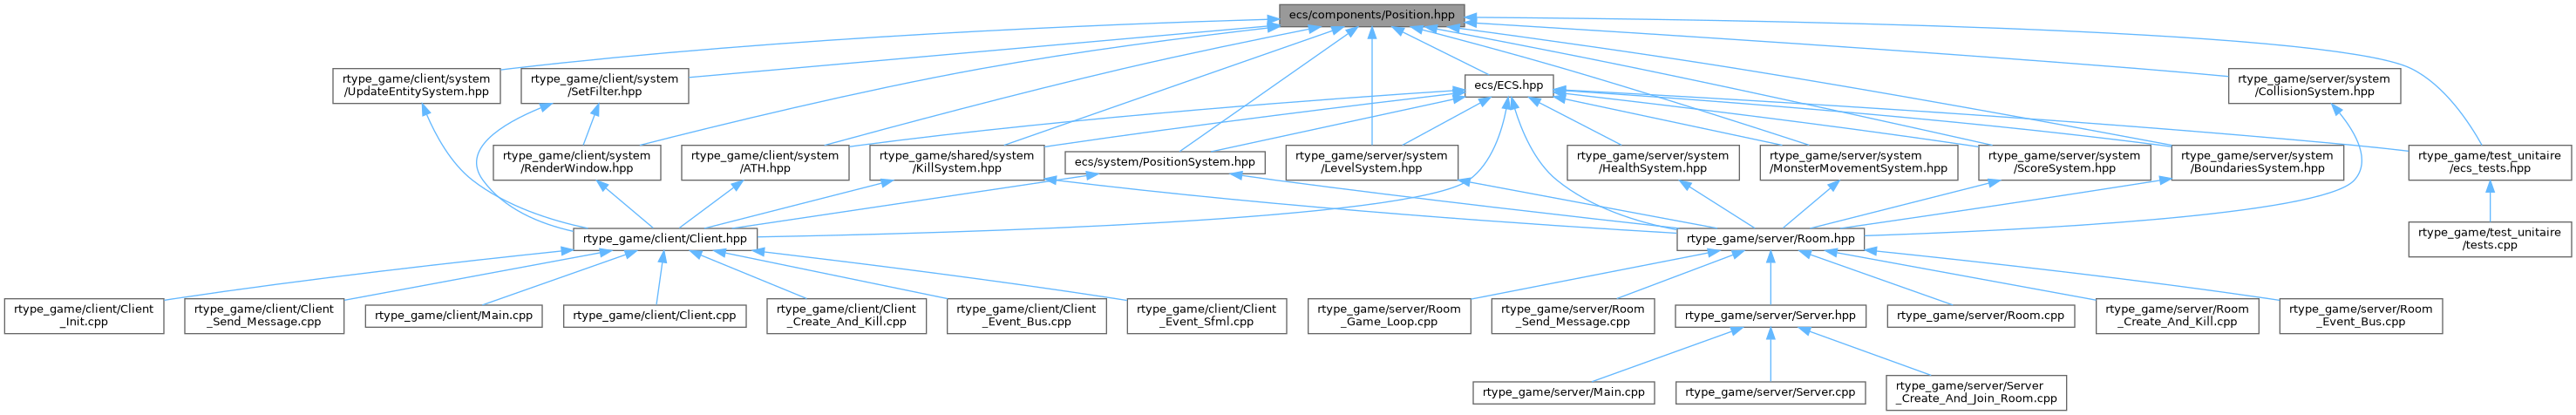 ecs/components/Position.hpp
rtype_game/client/system
/UpdateEntitySystem.hpp
rtype_game/client/system
/SetFilter.hpp
ecs/ECS.hpp
rtype_game/server/system
/CollisionSystem.hpp
rtype_game/client/system
/RenderWindow.hpp
rtype_game/client/system
/ATH.hpp
rtype_game/shared/system
/KillSystem.hpp
ecs/system/PositionSystem.hpp
rtype_game/server/system
/LevelSystem.hpp
rtype_game/server/system
/HealthSystem.hpp
rtype_game/server/system
/MonsterMovementSystem.hpp
rtype_game/server/system
/ScoreSystem.hpp
rtype_game/server/system
/BoundariesSystem.hpp
rtype_game/test_unitaire
/ecs_tests.hpp
rtype_game/client/Client.hpp
rtype_game/server/Room.hpp
rtype_game/test_unitaire
/tests.cpp
rtype_game/client/Client
_Init.cpp
rtype_game/client/Client
_Send_Message.cpp
rtype_game/client/Main.cpp
rtype_game/client/Client.cpp
rtype_game/client/Client
_Create_And_Kill.cpp
rtype_game/client/Client
_Event_Bus.cpp
rtype_game/client/Client
_Event_Sfml.cpp
rtype_game/server/Room
_Game_Loop.cpp
rtype_game/server/Room
_Send_Message.cpp
rtype_game/server/Server.hpp
rtype_game/server/Room.cpp
rtype_game/server/Room
_Create_And_Kill.cpp
rtype_game/server/Room
_Event_Bus.cpp
rtype_game/server/Main.cpp
rtype_game/server/Server.cpp
rtype_game/server/Server
_Create_And_Join_Room.cpp